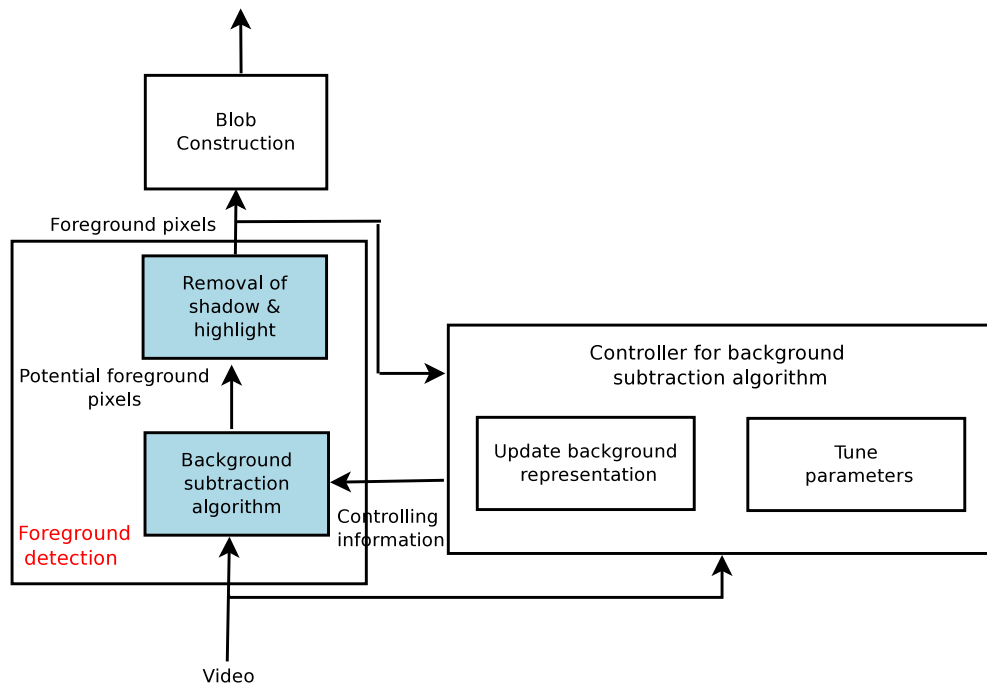 Blob
Construction
Foreground pixels
Removal of
shadow &
highlight
Potential foreground
pixels
Background
subtraction
algorithm
Foreground
detection
Controlling
information
Controller for background
subtraction algorithm
Update background
representation
Tune
parameters
Video